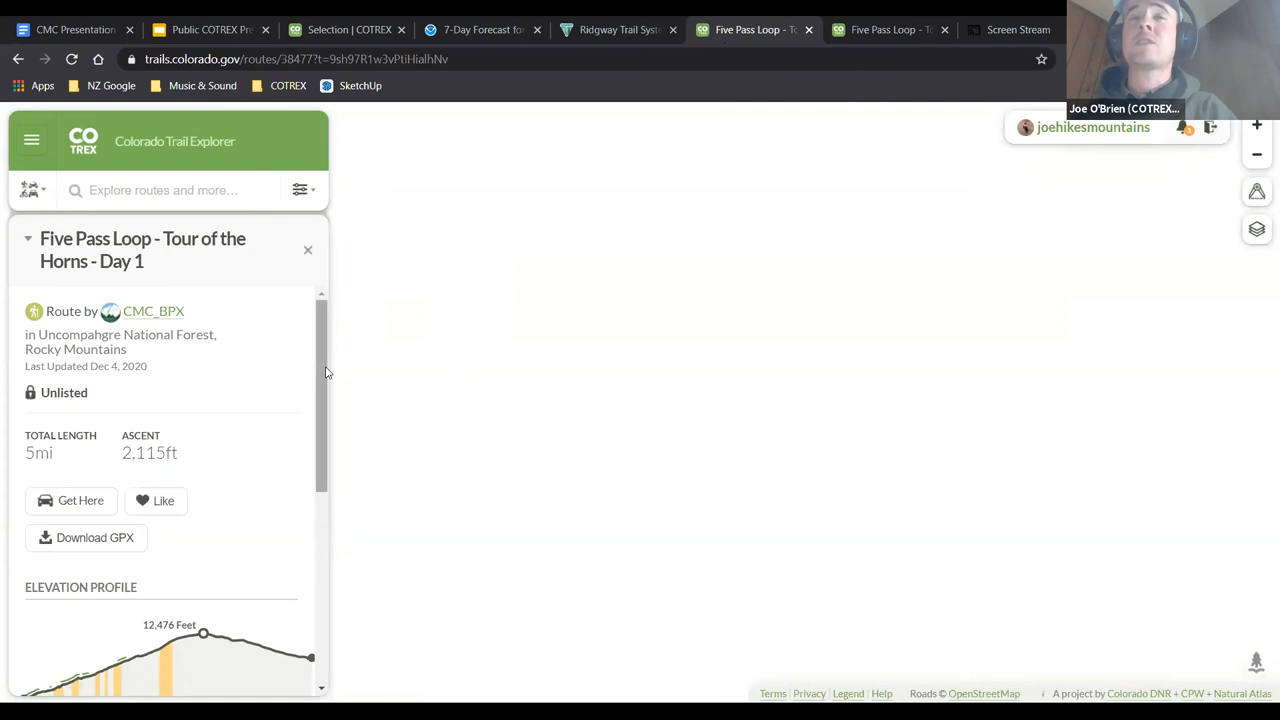 CMC Presentation
Public COTREX Pre
Selection | COTREX
7-Day Forecast for
Ridgway Trail Syste
Five Pass Loop - To
Five Pass Loop - To
Screen Stream
trails.colorado.gov/routes/38477?t=9sh97R1w3vPtiHialhNv
Apps
NZ Google
Music & Sound
COTREX
SketchUp
Joe O'Brien (COTREX...
CO
TREX
Colorado Trail Explorer
joehikesmountains
1
Explore routes and more...
Five Pass Loop - Tour of the
Horns - Day 1
Route by CMC_BPX
in Uncompahgre National Forest,
Rocky Mountains
Last Updated Dec 4, 2020
Unlisted
TOTAL LENGTH ASCENT
5mi 2,115ft
Get Here Like
Download GPX
ELEVATION PROFILE
12,476 Feet
Terms Privacy Legend Help Roads © OpenStreetMap A project by Colorado DNR + CPW + Natural Atlas